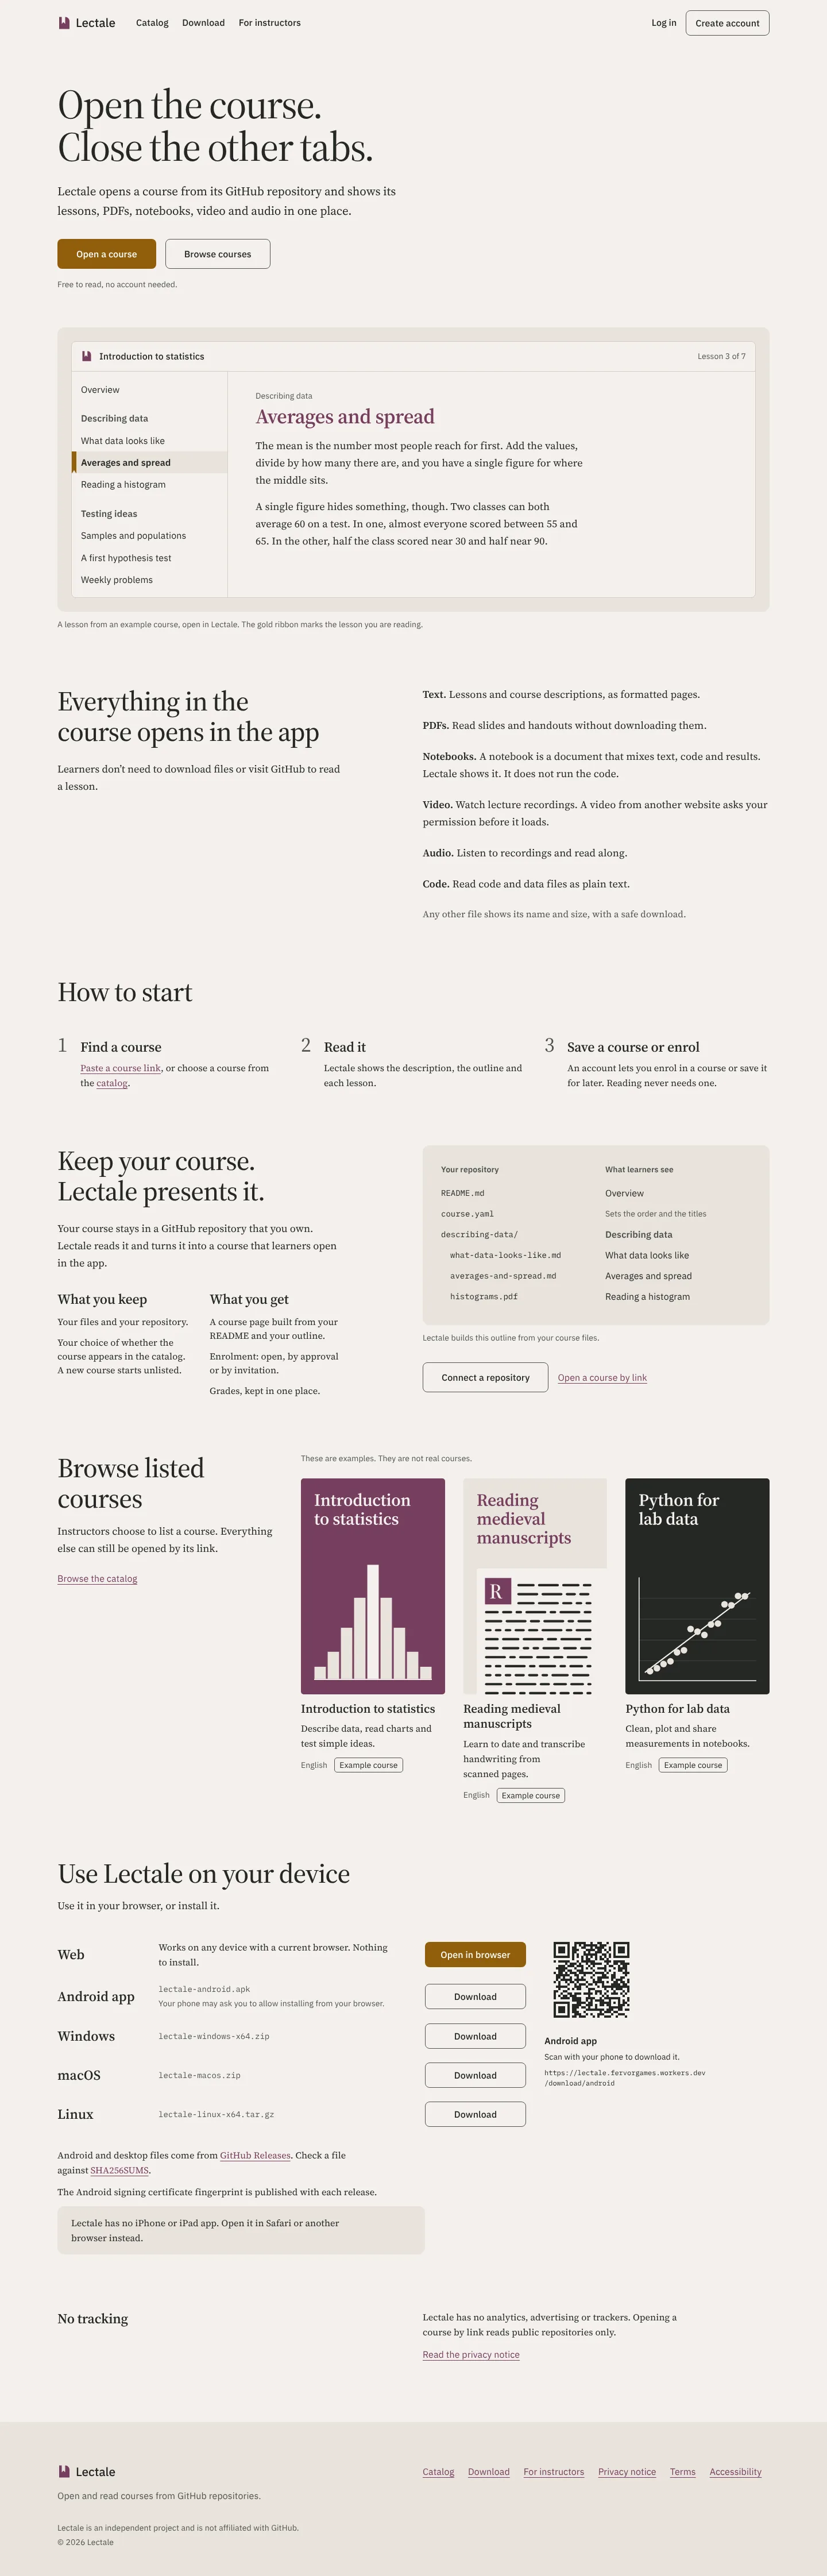 Lectale
Catalog
Download
For instructors
Log in
Create account
Open the course.
Close the other tabs.
Lectale opens a course from its GitHub repository and shows its
lessons, PDFs, notebooks, video and audio in one place.
Open a course
Browse courses
Free to read, no account needed.
Introduction to statistics
Lesson 3 of 7
Overview
Describing data
What data looks like
Averages and spread
Reading a histogram
Testing ideas
Samples and populations
A first hypothesis test
Weekly problems
Describing data
Averages and spread
The mean is the number most people reach for first. Add the values,
divide by how many there are, and you have a single figure for where
the middle sits.
A single figure hides something, though. Two classes can both
average 60 on a test. In one, almost everyone scored between 55 and
65. In the other, half the class scored near 30 and half near 90.
A lesson from an example course, open in Lectale. The gold ribbon marks the lesson you are reading.
Everything in the
course opens in the app
Learners don’t need to download files or visit GitHub to read
a lesson.
Text. Lessons and course descriptions, as formatted pages.
PDFs. Read slides and handouts without downloading them.
Notebooks. A notebook is a document that mixes text, code and results.
Lectale shows it. It does not run the code.
Video. Watch lecture recordings. A video from another website asks your
permission before it loads.
Audio. Listen to recordings and read along.
Code. Read code and data files as plain text.
Any other file shows its name and size, with a safe download.
How to start
1
Find a course
Paste a course link, or choose a course from
the catalog.
2
Read it
Lectale shows the description, the outline and
each lesson.
3
Save a course or enrol
An account lets you enrol in a course or save it
for later. Reading never needs one.
Keep your course.
Lectale presents it.
Your course stays in a GitHub repository that you own.
Lectale reads it and turns it into a course that learners open
in the app.
What you keep
Your files and your repository.
Your choice of whether the
course appears in the catalog.
A new course starts unlisted.
What you get
A course page built from your
README and your outline.
Enrolment: open, by approval
or by invitation.
Grades, kept in one place.
Your repository
What learners see
README.md
Overview
course.yaml
Sets the order and the titles
describing-data/
Describing data
what-data-looks-like.md
What data looks like
averages-and-spread.md
Averages and spread
histograms.pdf
Reading a histogram
Lectale builds this outline from your course files.
Connect a repository
Open a course by link
Browse listed
courses
Instructors choose to list a course. Everything
else can still be opened by its link.
Browse the catalog
These are examples. They are not real courses.
Introduction
to statistics
Introduction to statistics
Describe data, read charts and
test simple ideas.
English
Example course
Reading
medieval
manuscripts
R
Reading medieval
manuscripts
Learn to date and transcribe
handwriting from
scanned pages.
English
Example course
Python for
lab data
Python for lab data
Clean, plot and share
measurements in notebooks.
English
Example course
Use Lectale on your device
Use it in your browser, or install it.
Web
Works on any device with a current browser. Nothing
to install.
Open in browser
Android app
lectale-android.apk
Your phone may ask you to allow installing from your browser.
Download
Windows
lectale-windows-x64.zip
Download
macOS
lectale-macos.zip
Download
Linux
lectale-linux-x64.tar.gz
Download
Android app
Scan with your phone to download it.
https://lectale.fervorgames.workers.dev
/download/android
Android and desktop files come from GitHub Releases. Check a file
against SHA256SUMS.
The Android signing certificate fingerprint is published with each release.
Lectale has no iPhone or iPad app. Open it in Safari or another
browser instead.
No tracking
Lectale has no analytics, advertising or trackers. Opening a
course by link reads public repositories only.
Read the privacy notice
Lectale
Open and read courses from GitHub repositories.
Catalog
Download
For instructors
Privacy notice
Terms
Accessibility
Lectale is an independent project and is not affiliated with GitHub.
© 2026 Lectale